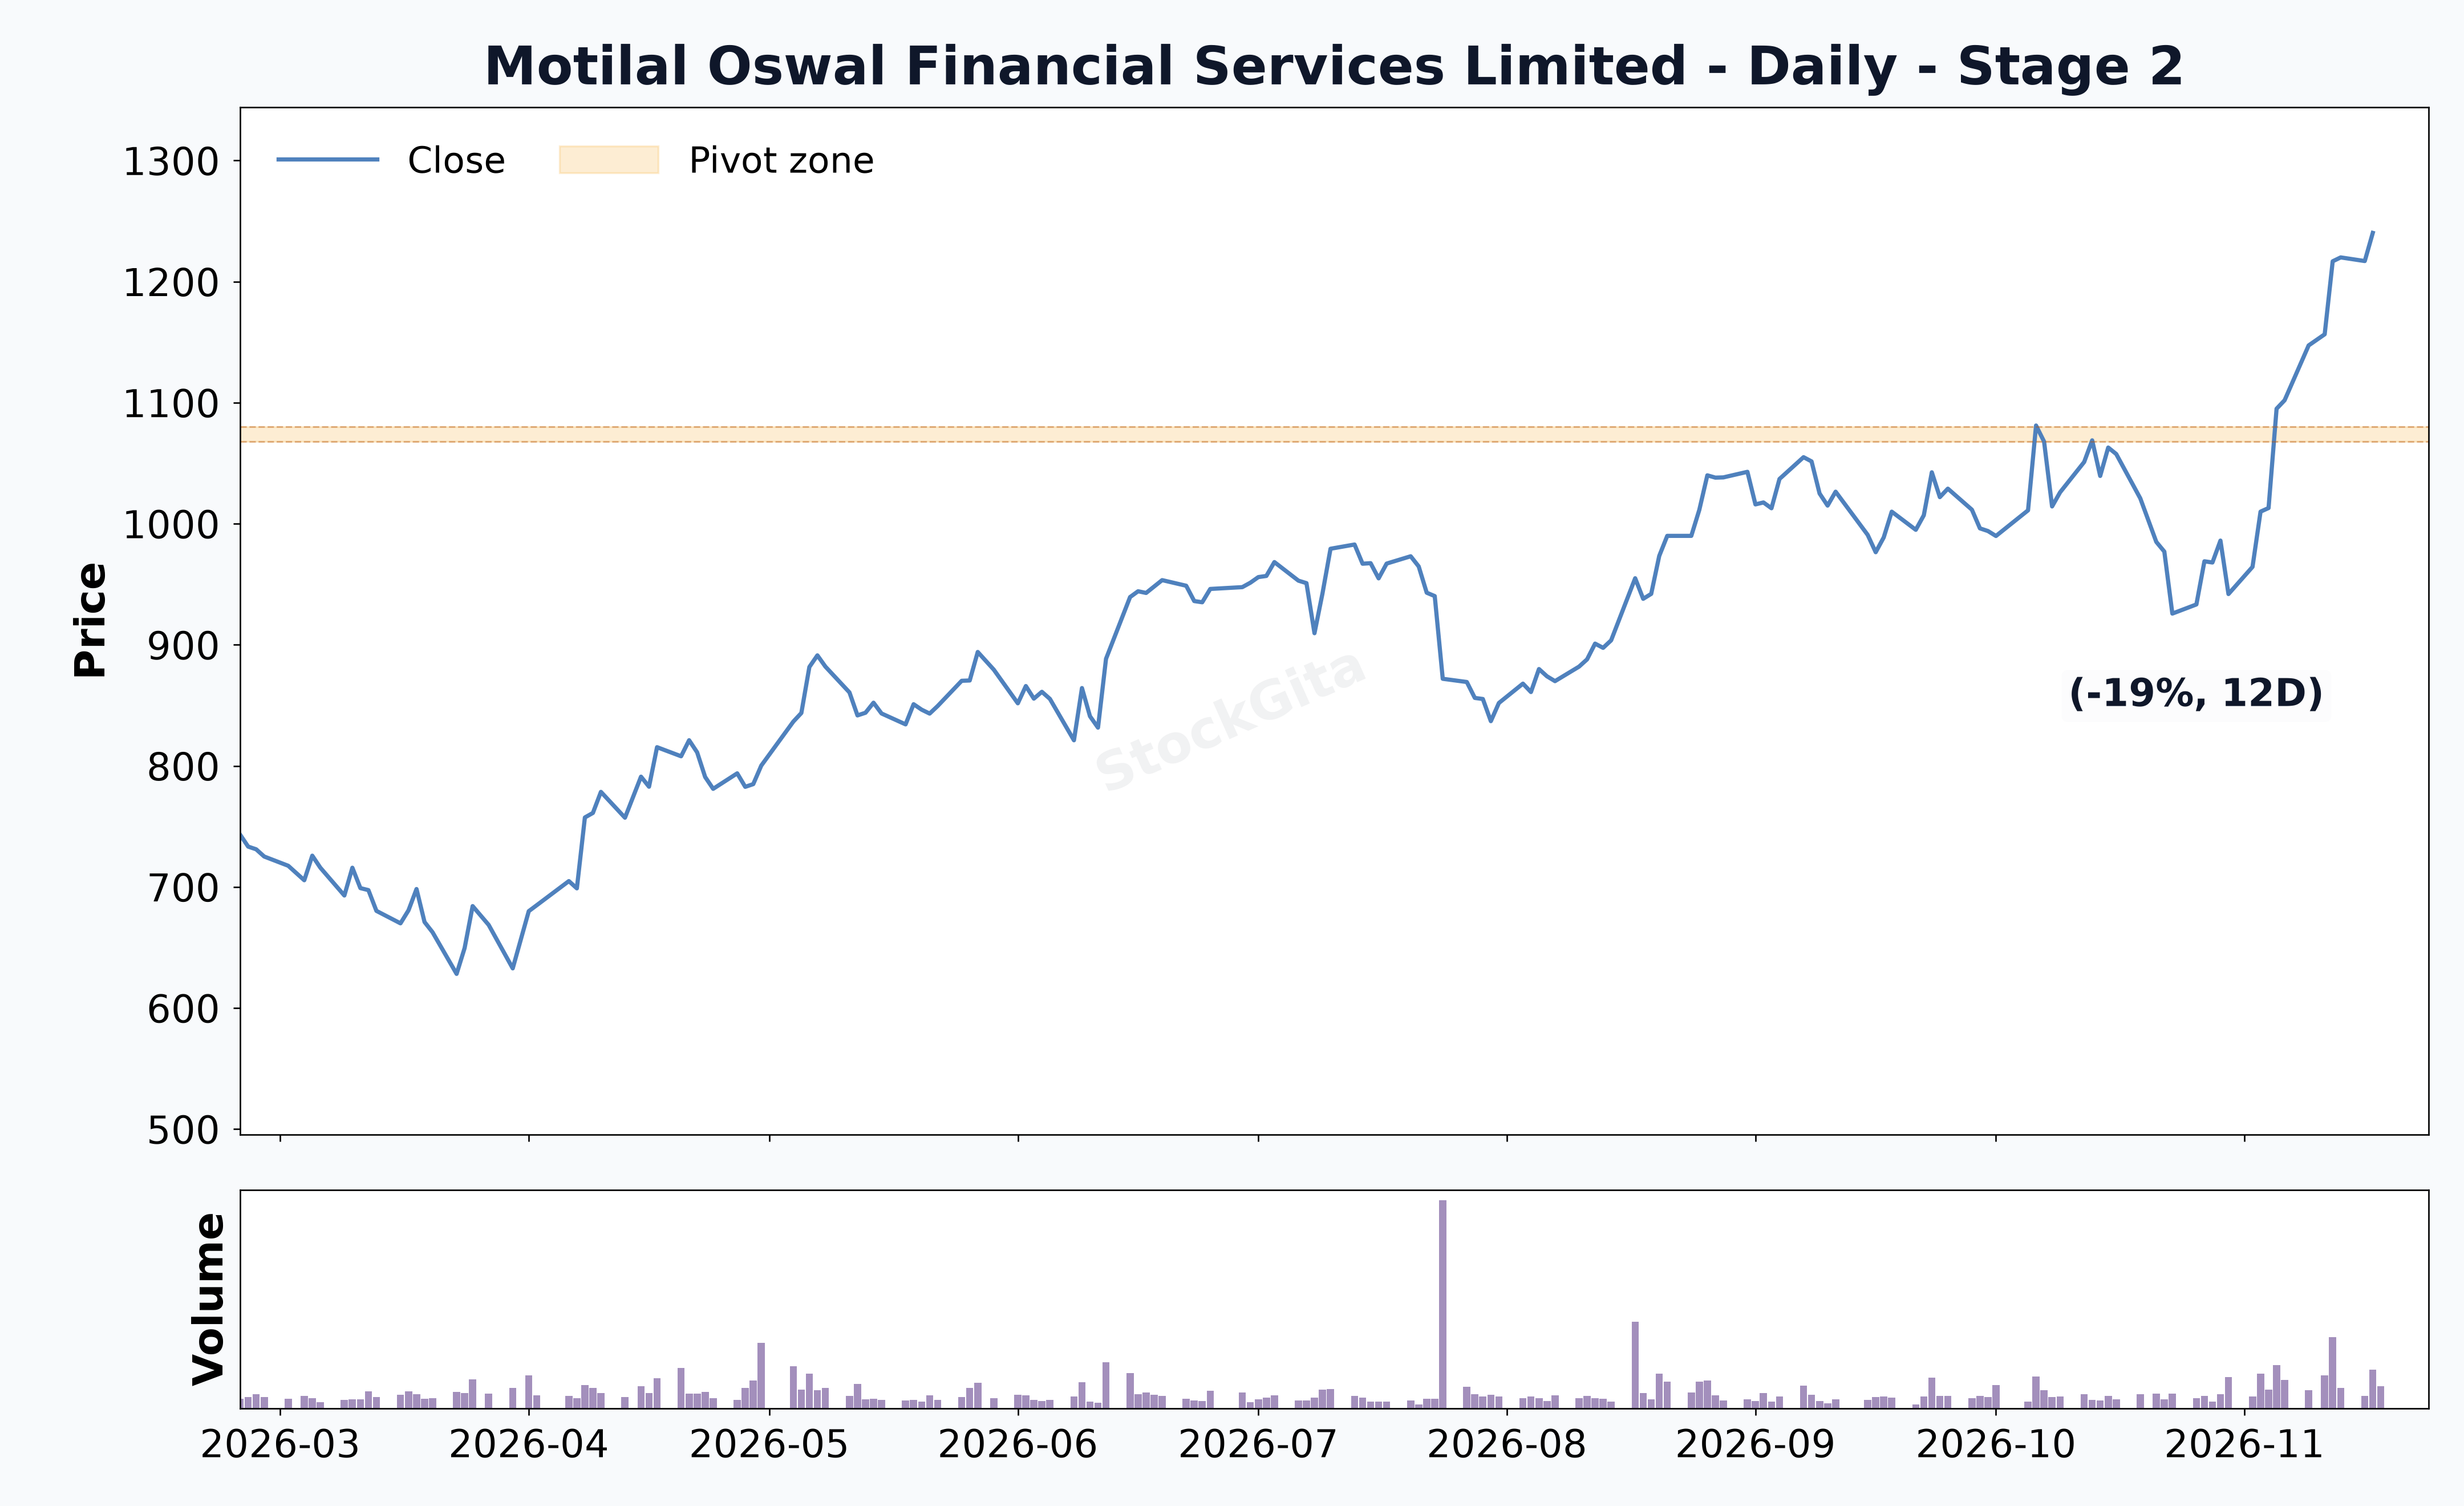 Motilal Oswal Financial Services Limited - Daily - Stage 2
Close
Pivot zone
1300
1200
1100
1000
900
800
700
600
500
Price
StockGita
(-19%, 12D)
Volume
2026-03
2026-04
2026-05
2026-06
2026-07
2026-08
2026-09
2026-10
2026-11